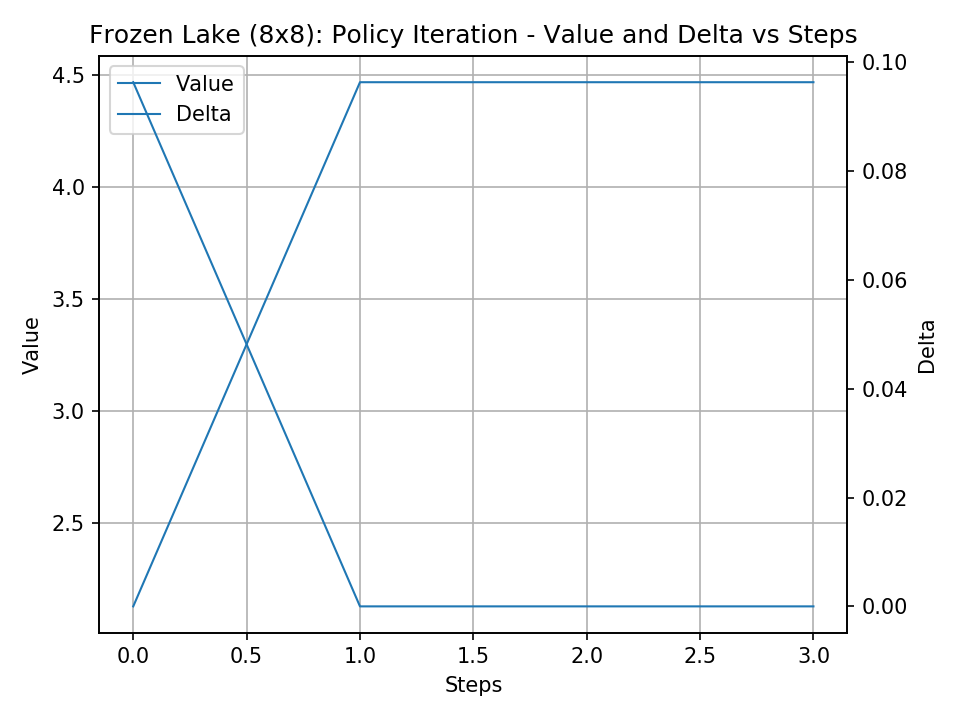 Frozen Lake (8x8): Policy Iteration - Value and Delta vs Steps
Value
Delta
4.5
4.0
3.5
3.0
2.5
Value
0.10
0.08
0.06
0.04
0.02
0.00
Delta
0.0 0.5 1.0 1.5 2.0 2.5 3.0
Steps